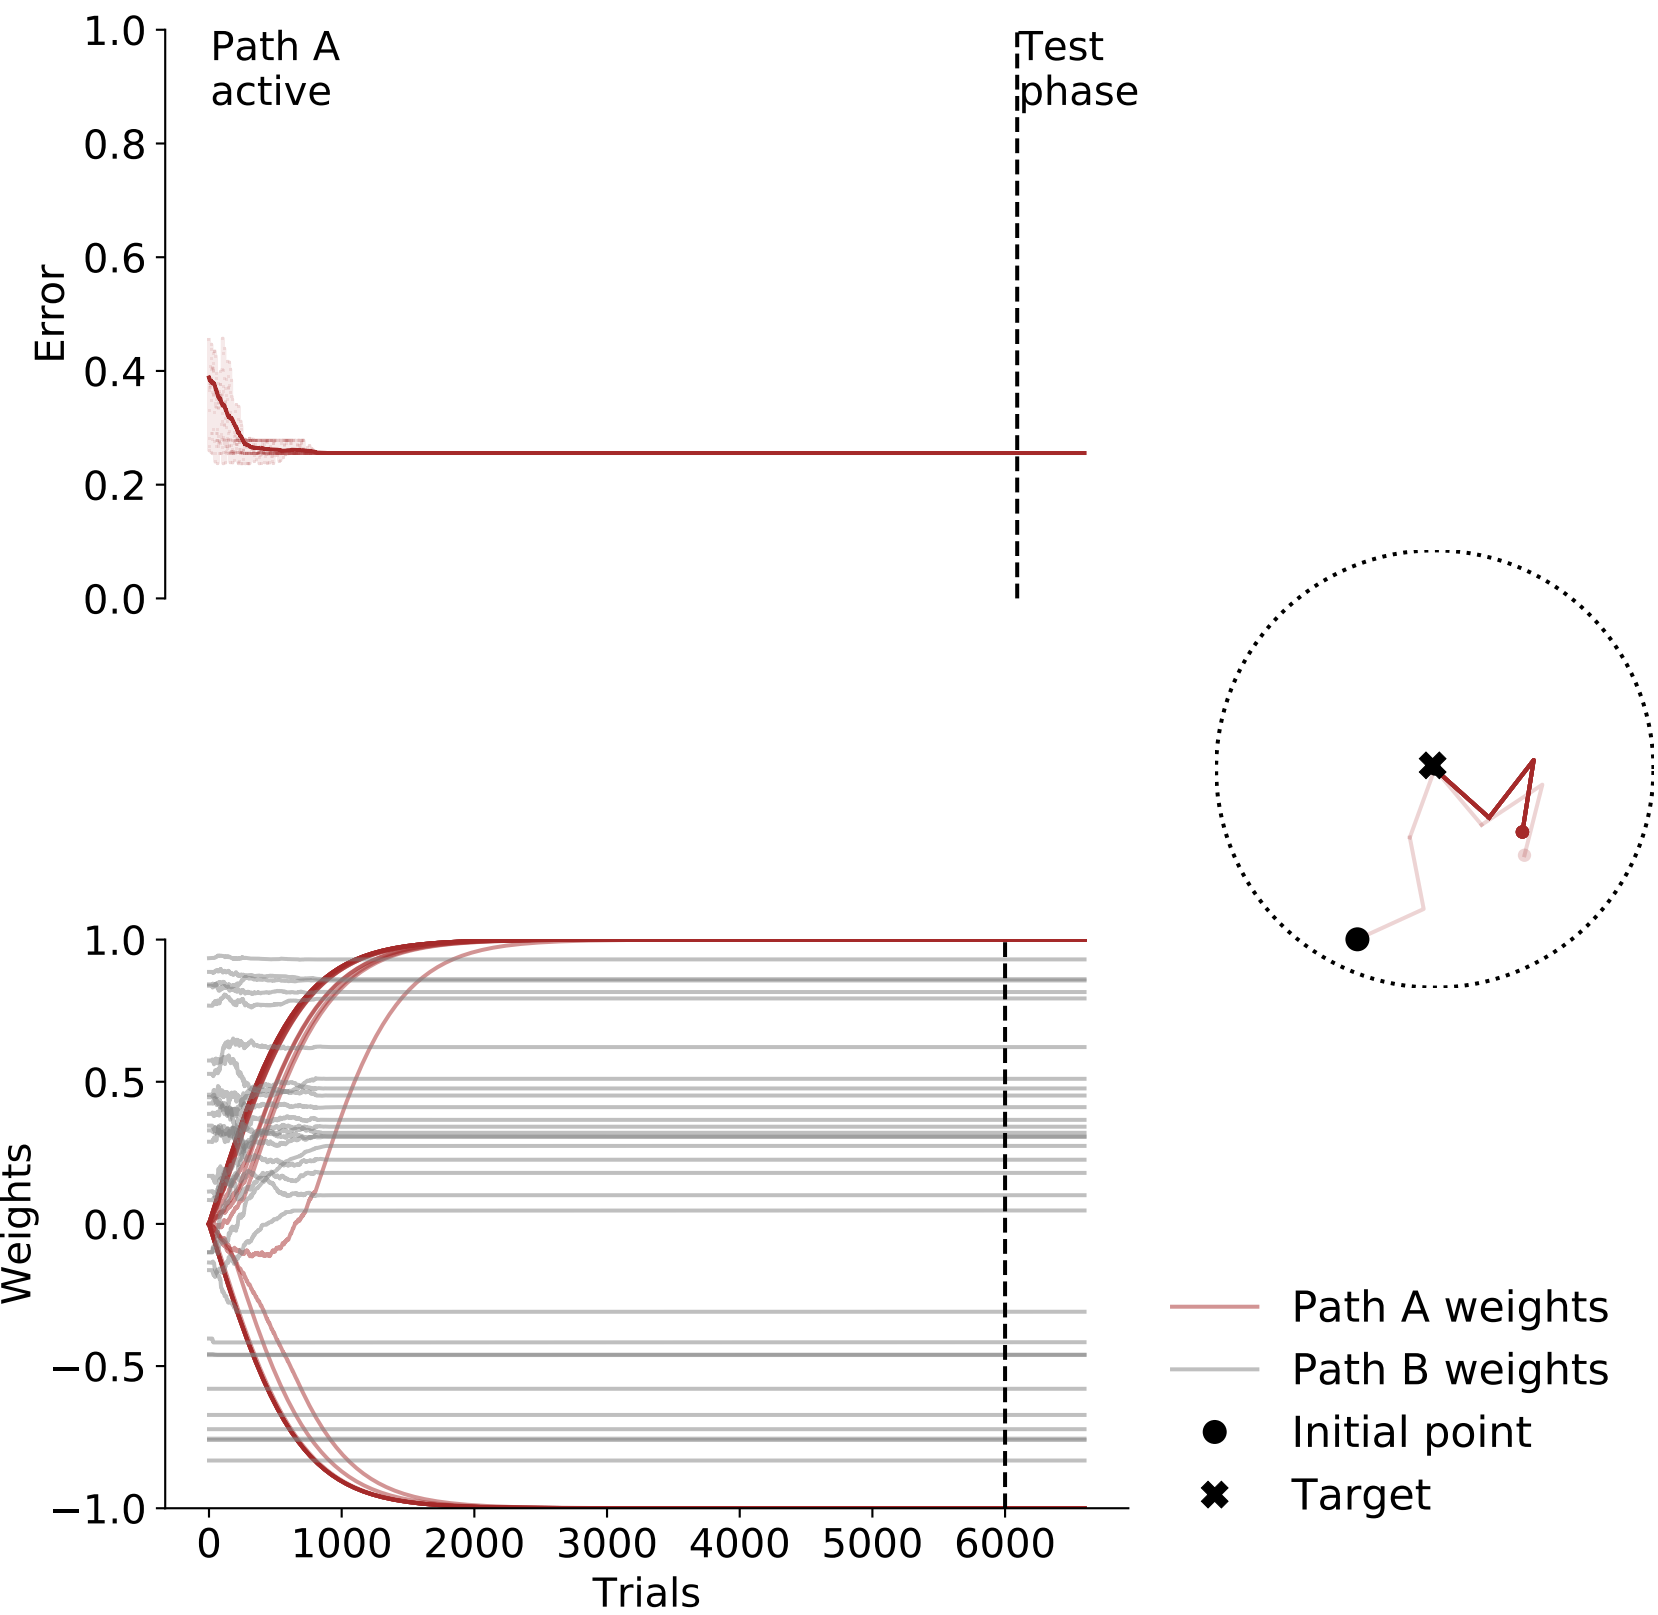 1.0
Path A
active
Test
phase
0.8
0.6
Error
0.4
0.2
0.0
1.0
0.5
Weights
0.0
−0.5
−1.0
0 1000 2000 3000 4000 5000 6000
Trials
Path A weights
Path B weights
Initial point
Target